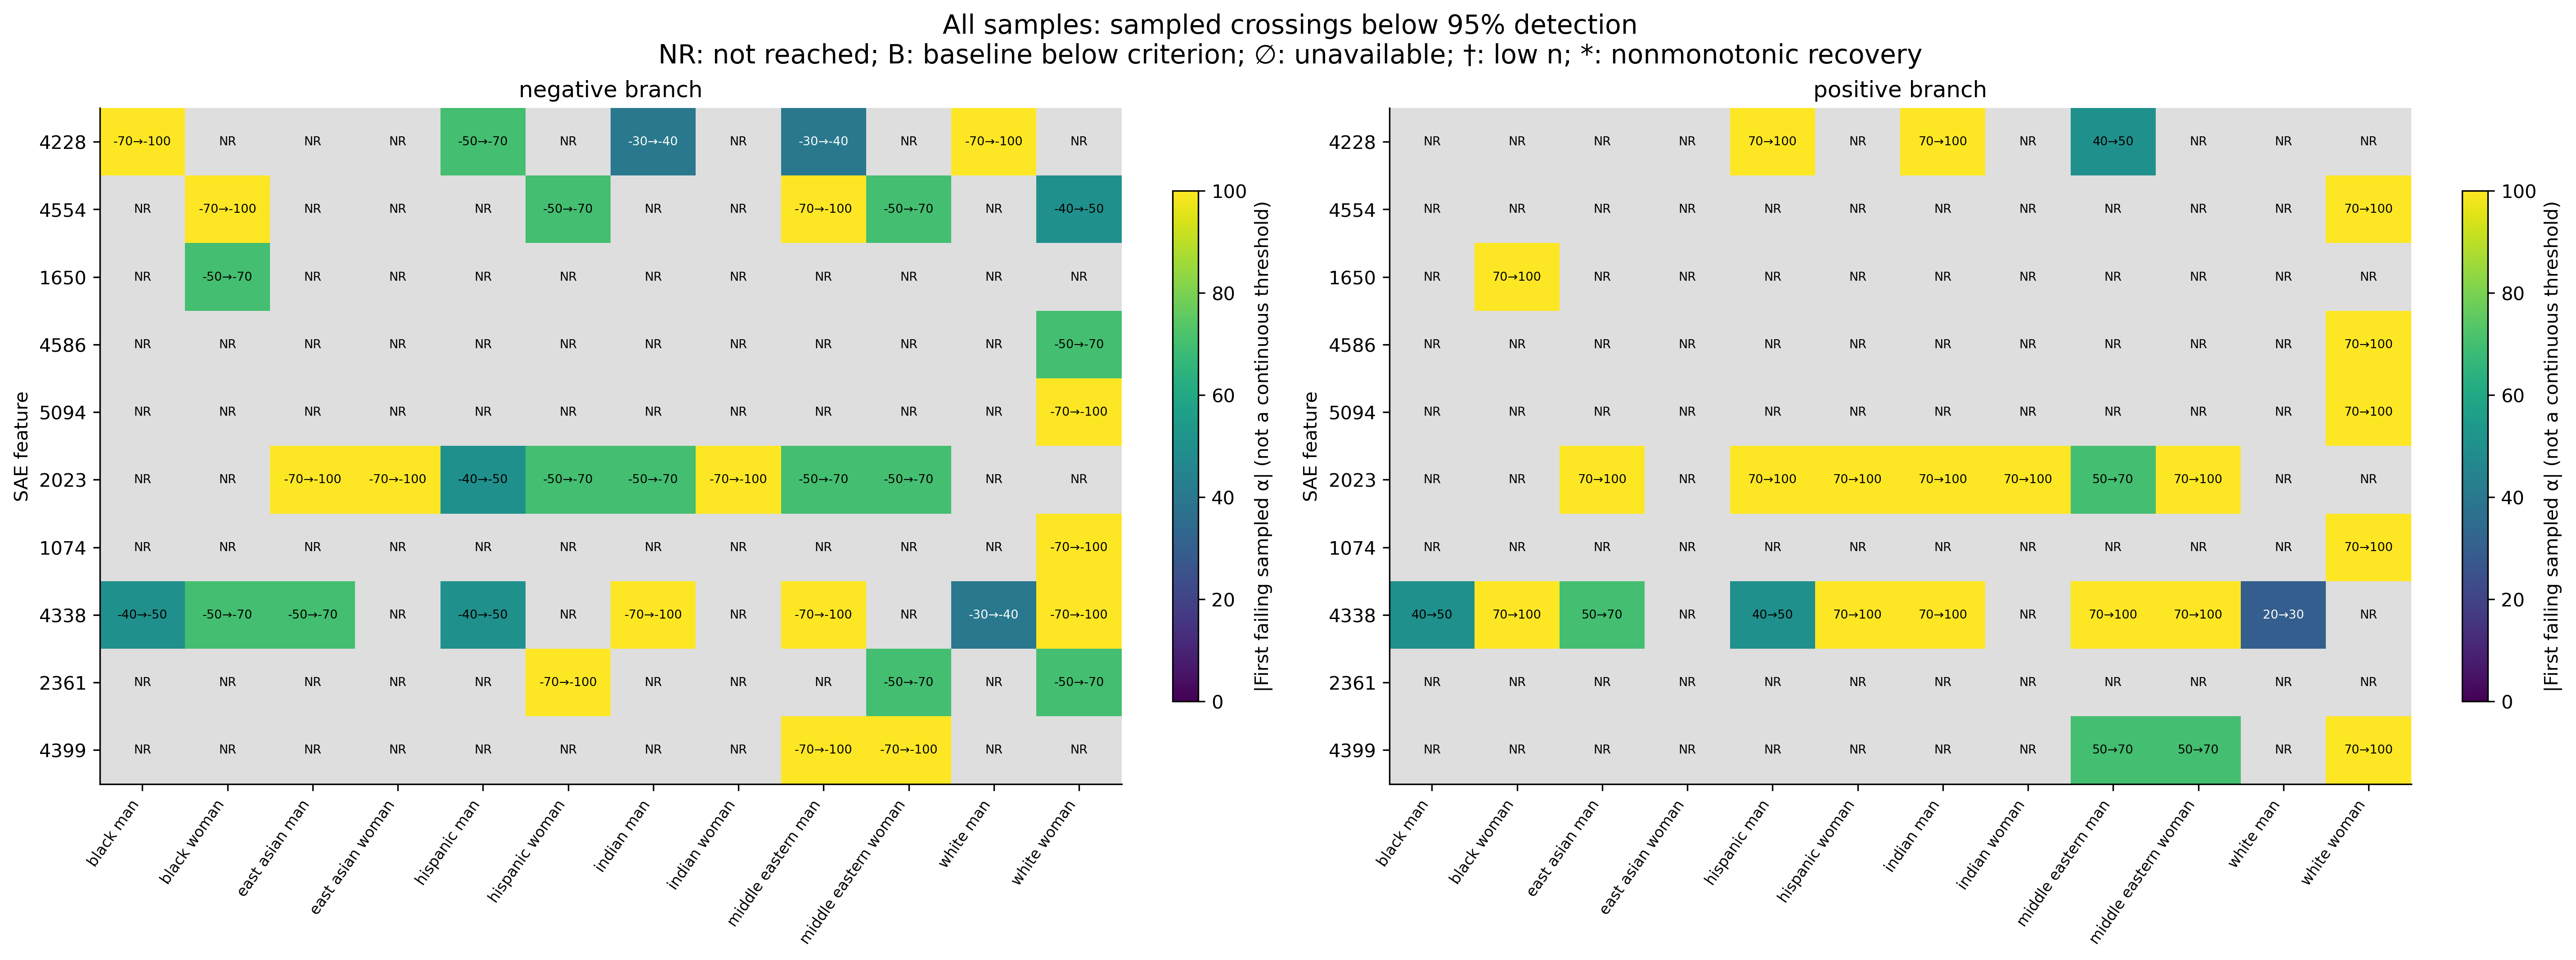 All samples: sampled crossings below 95% detection
NR: not reached; B: baseline below criterion; ∅: unavailable; †: low n; *: nonmonotonic recovery
negative branch
SAE feature
4228 -70→-100 NR NR NR -50→-70 NR -30→-40 NR -30→-40 NR -70→-100 NR
4554 NR -70→-100 NR NR NR -50→-70 NR NR -70→-100 -50→-70 NR -40→-50
1650 NR -50→-70 NR NR NR NR NR NR NR NR NR NR
4586 NR NR NR NR NR NR NR NR NR NR NR -50→-70
5094 NR NR NR NR NR NR NR NR NR NR NR -70→-100
2023 NR NR -70→-100 -70→-100 -40→-50 -50→-70 -50→-70 -70→-100 -50→-70 -50→-70 NR NR
1074 NR NR NR NR NR NR NR NR NR NR NR -70→-100
4338 -40→-50 -50→-70 -50→-70 NR -40→-50 NR -70→-100 NR -70→-100 NR -30→-40 -70→-100
2361 NR NR NR NR NR -70→-100 NR NR NR -50→-70 NR -50→-70
4399 NR NR NR NR NR NR NR NR -70→-100 -70→-100 NR NR
black man
black woman
east asian man
east asian woman
hispanic man
hispanic woman
indian man
indian woman
middle eastern man
middle eastern woman
white man
white woman
100
80
60
40
20
0
|First failing sampled α| (not a continuous threshold)
positive branch
SAE feature
4228 NR NR NR NR 70→100 NR 70→100 NR 40→50 NR NR NR
4554 NR NR NR NR NR NR NR NR NR NR NR 70→100
1650 NR 70→100 NR NR NR NR NR NR NR NR NR NR
4586 NR NR NR NR NR NR NR NR NR NR NR 70→100
5094 NR NR NR NR NR NR NR NR NR NR NR 70→100
2023 NR NR 70→100 NR 70→100 70→100 70→100 70→100 50→70 70→100 NR NR
1074 NR NR NR NR NR NR NR NR NR NR NR 70→100
4338 40→50 70→100 50→70 NR 40→50 70→100 70→100 NR 70→100 70→100 20→30 NR
2361 NR NR NR NR NR NR NR NR NR NR NR NR
4399 NR NR NR NR NR NR NR NR 50→70 50→70 NR 70→100
black man
black woman
east asian man
east asian woman
hispanic man
hispanic woman
indian man
indian woman
middle eastern man
middle eastern woman
white man
white woman
100
80
60
40
20
0
|First failing sampled α| (not a continuous threshold)